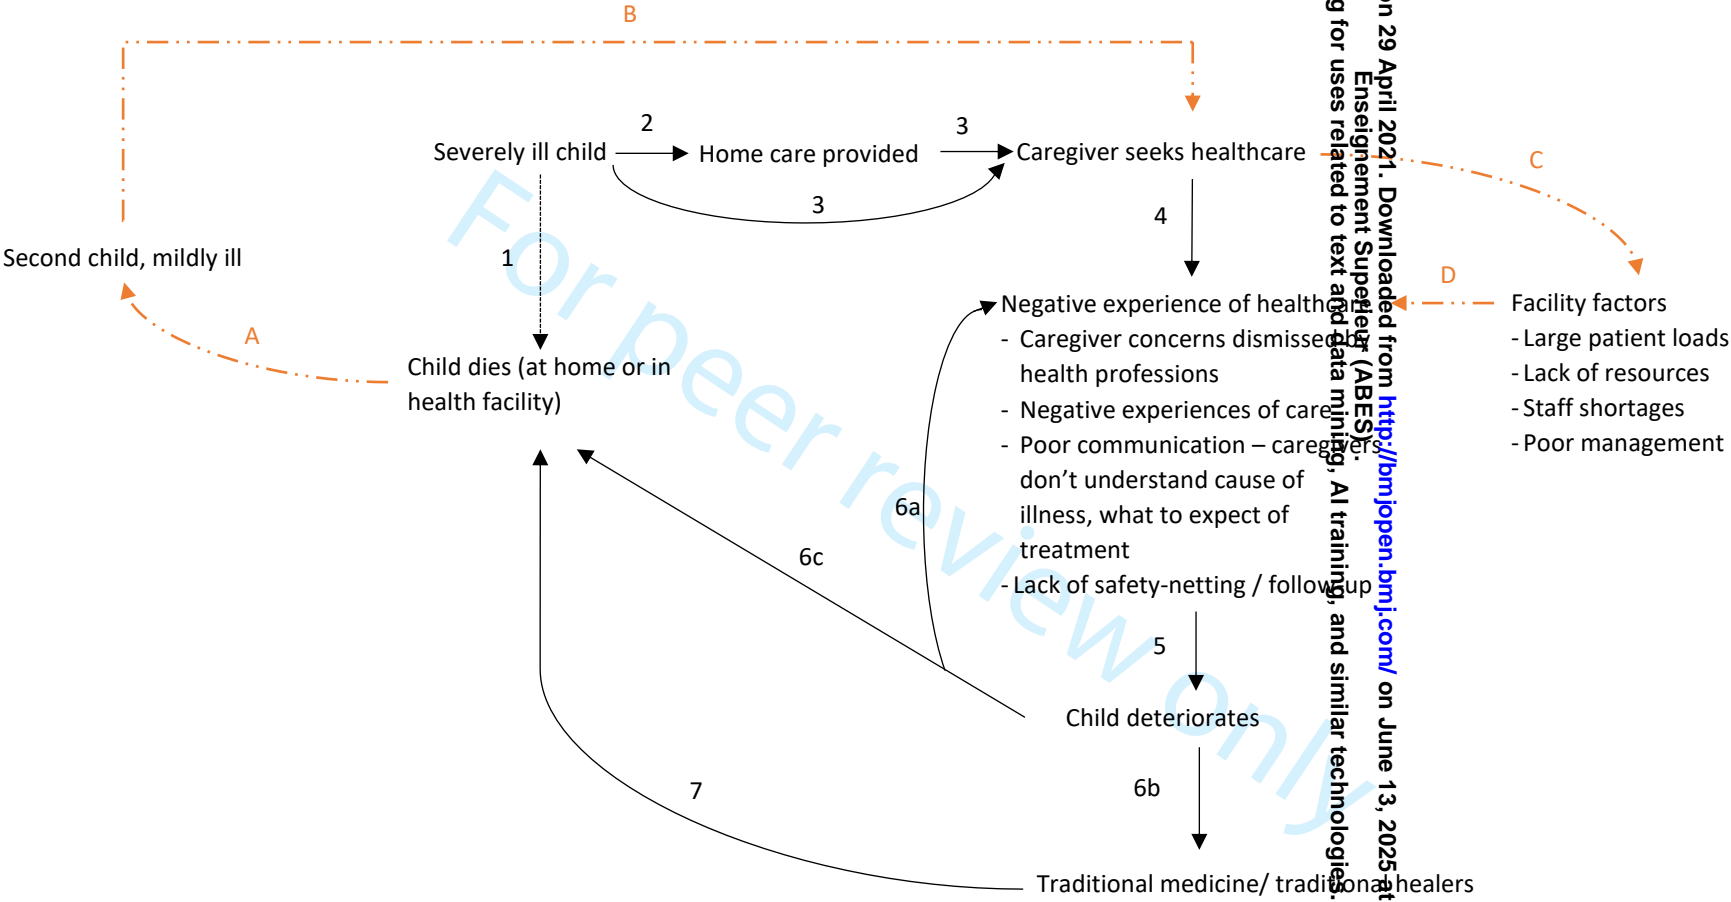 B
2
3
Severely ill child
Home care provided
Caregiver seeks healthcare
C
3
4
Second child, mildly ill
1
D
Negative experience of healthcare
Facility factors
- Caregiver concerns dismissed by
health professions
- Negative experiences of care
- Poor communication – caregivers
don't understand cause of
illness, what to expect of
treatment
- Lack of safety-netting / follow up
- Large patient loads
- Lack of resources
- Staff shortages
- Poor management
A
Child dies (at home or in
health facility)
6a
6c
5
Child deteriorates
7
6b
Traditional medicine/ traditional healers
For peer review only
on 29 April 2021. Downloaded from http://bmjopen.bmj.com/ on June 13, 2025 at
Enseignement Superieur (ABES) .
for uses related to text and data mining, AI training, and similar technologies.